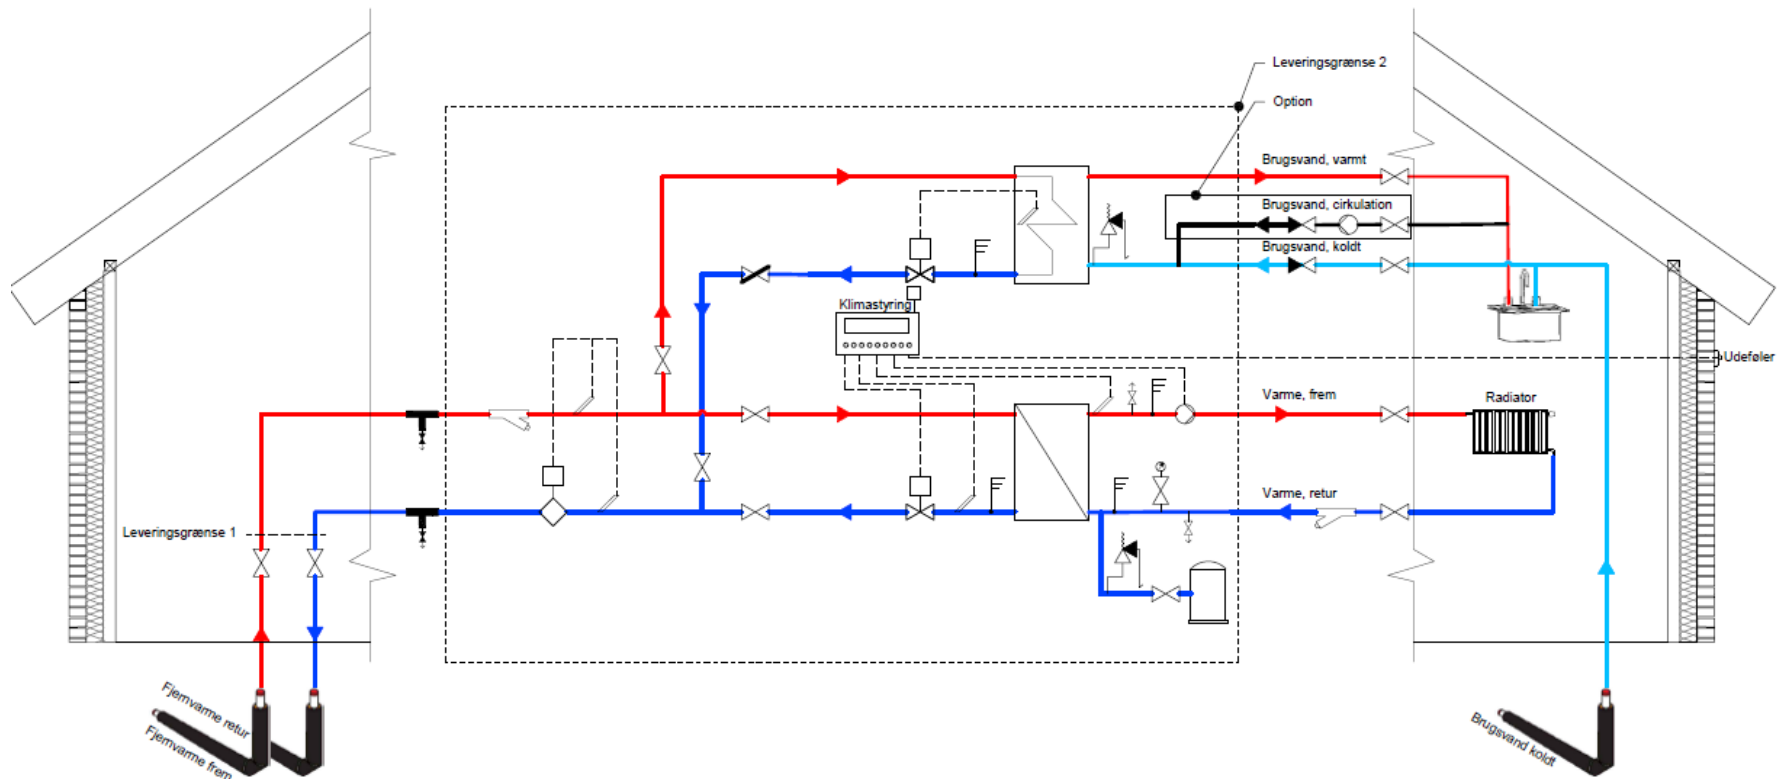 Leveringsgrænse 2
Option
Brugsvand, varmt
Brugsvand, cirkulation
Brugsvand, koldt
Klimastyring
Udeføler
Varme, frem
Radiator
Varme, retur
Leveringsgrænse 1
Fjernvarme retur
Fjernvarme frem
Brugsvand koldt